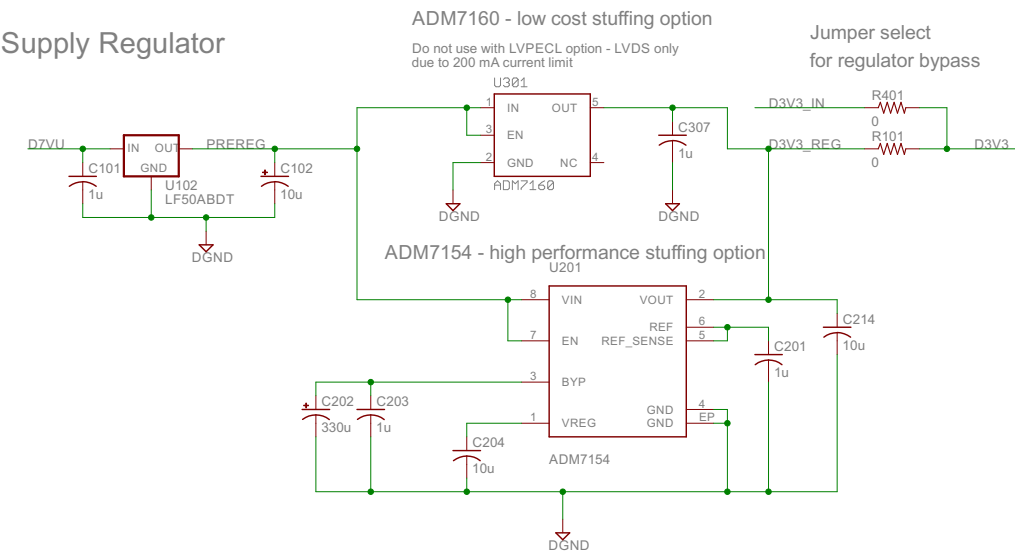 ADM7160 - low cost stuffing option
Supply Regulator
Jumper select
for regulator bypass
Do not use with LVPECL option - LVDS only
due to 200 mA current limit
U301
1 IN OUT 5
3 EN
2 GND NC 4
ADM7160
C307
1u
DGND
DGND
D3V3_IN
R401
0
D3V3_REG
R101
0
D3V3
D7VU
IN OUT
GND
PREREG
C101
1u
U102
LF50ABDT
C102
10u
DGND
ADM7154 - high performance stuffing option
U201
8 VIN VOUT 2
REF 6
7 EN REF_SENSE 5
3 BYP
GND 4
1 VREG GND EP
ADM7154
C214
10u
C201
1u
C202
330u
C203
1u
C204
10u
DGND